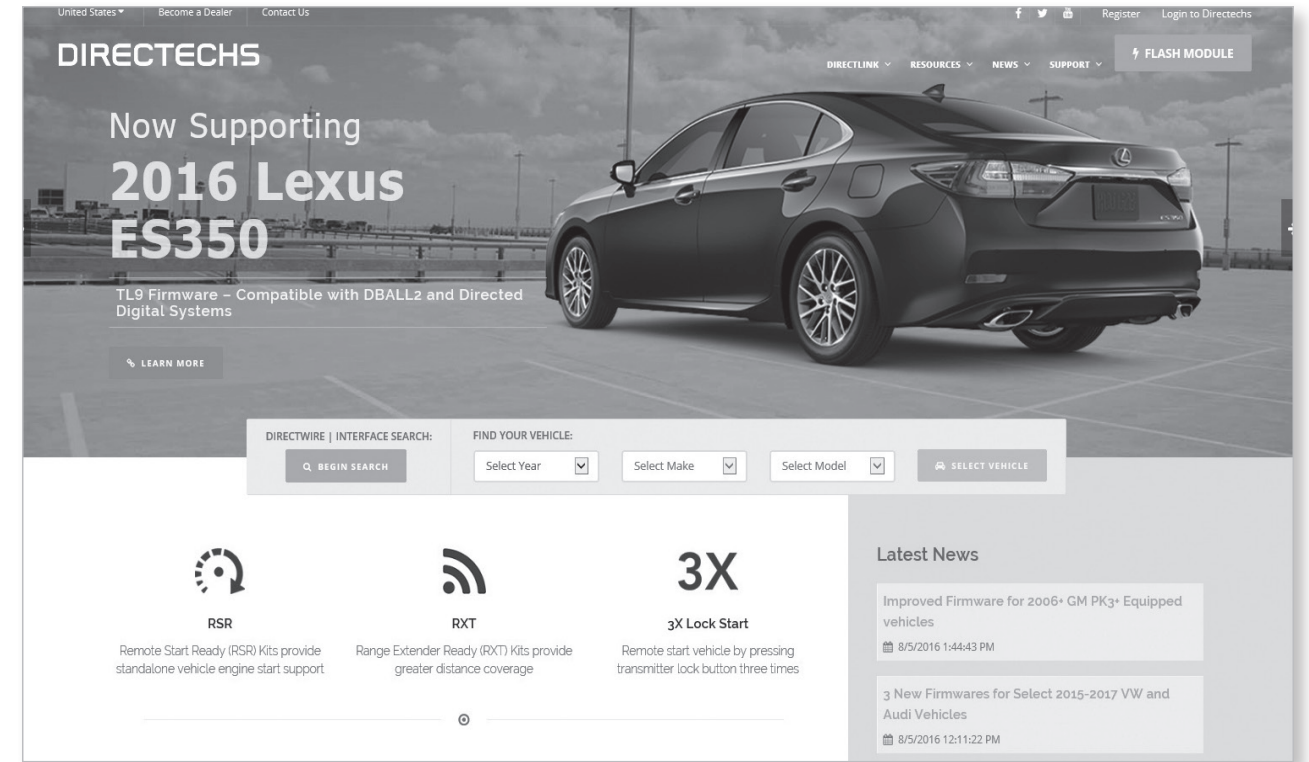 United States
Become a Dealer
Contact Us
Register
Login to Directechs
DIRECTECHS
DIRECTLINK
RESOURCES
NEWS
SUPPORT
FLASH MODULE
Now Supporting
2016 Lexus
ES350
TL9 Firmware – Compatible with DBALL2 and Directed
Digital Systems
LEARN MORE
DIRECTWIRE | INTERFACE SEARCH:
BEGIN SEARCH
FIND YOUR VEHICLE:
Select Year
Select Make
Select Model
SELECT VEHICLE
RSR
Remote Start Ready (RSR) Kits provide
standalone vehicle engine start support
RXT
Range Extender Ready (RXT) Kits provide
greater distance coverage
3X
3X Lock Start
Remote start vehicle by pressing
transmitter lock button three times
Latest News
Improved Firmware for 2006+ GM PK3+ Equipped
vehicles
8/5/2016 1:44:43 PM
3 New Firmwares for Select 2015-2017 VW and
Audi Vehicles
8/5/2016 12:11:22 PM